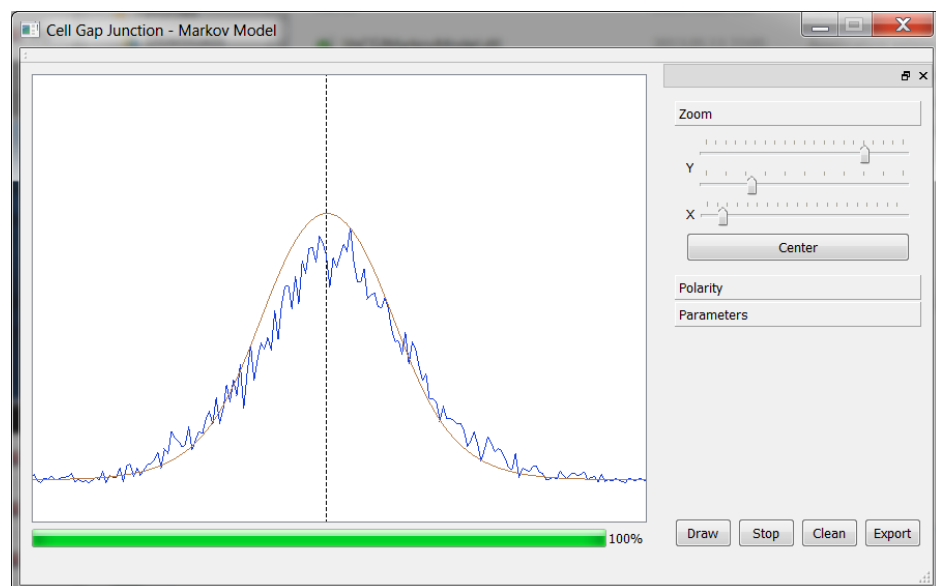 Cell Gap Junction - Markov Model
Zoom
Y
X
Center
Polarity
Parameters
100%
Draw Stop Clean Export